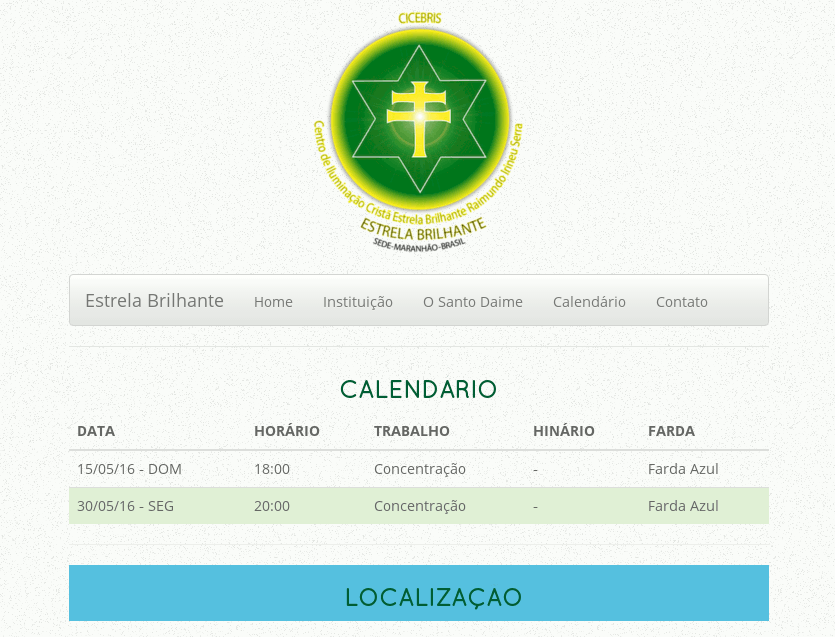 CICEBRIS
Centro de Iluminação Cristã Estrela Brilhante Raimundo Irineu Serra
ESTRELA BRILHANTE
SEDE-MARANHÃO-BRASIL
Estrela Brilhante Home Instituição O Santo Daime Calendário Contato
CALENDARIO
DATA HORÁRIO TRABALHO HINÁRIO FARDA
15/05/16 - DOM 18:00 Concentração - Farda Azul
30/05/16 - SEG 20:00 Concentração - Farda Azul
LOCALIZAÇAO